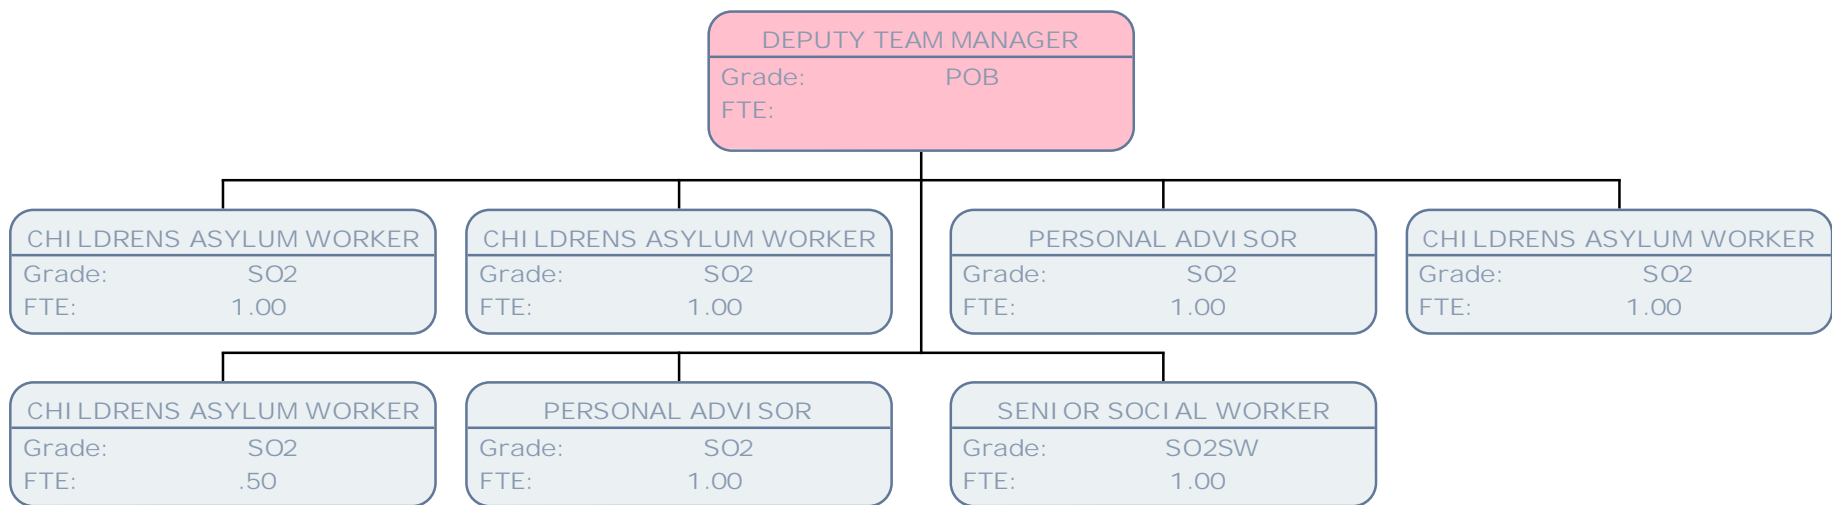 DEPUTY TEAM MANAGER
Grade: POB
FTE:
CHILDRENS ASYLUM WORKER
Grade: SO2
FTE: 1.00
CHILDRENS ASYLUM WORKER
Grade: SO2
FTE: 1.00
PERSONAL ADVISOR
Grade: SO2
FTE: 1.00
CHILDRENS ASYLUM WORKER
Grade: SO2
FTE: 1.00
CHILDRENS ASYLUM WORKER
Grade: SO2
FTE: .50
PERSONAL ADVISOR
Grade: SO2
FTE: 1.00
SENIOR SOCIAL WORKER
Grade: SO2SW
FTE: 1.00